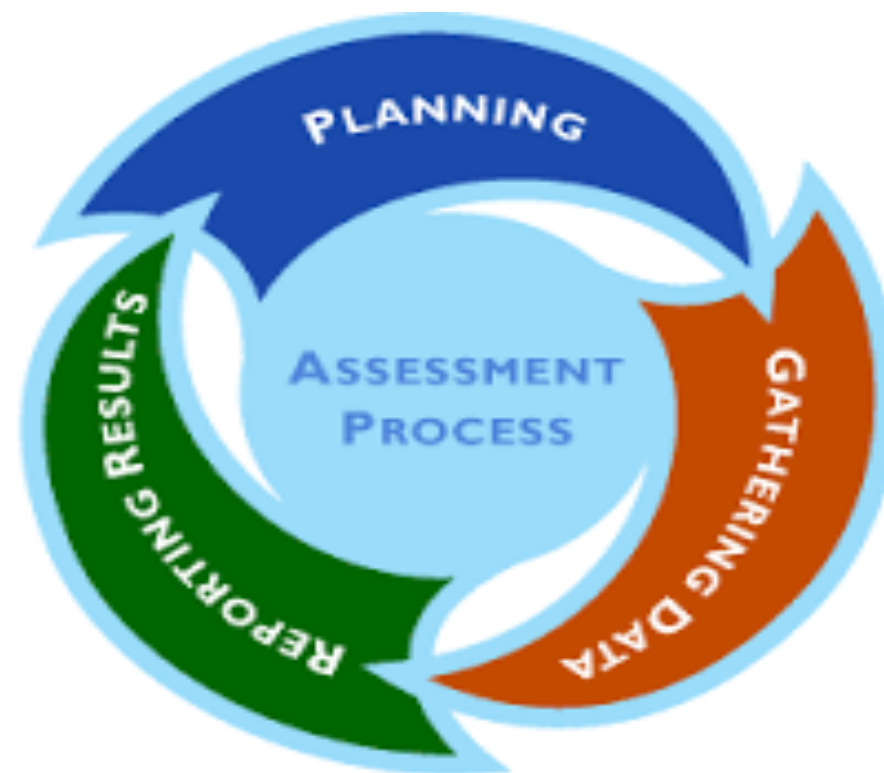 PLANNING
GATHERING DATA
REPORTING RESULTS
ASSESSMENT
PROCESS